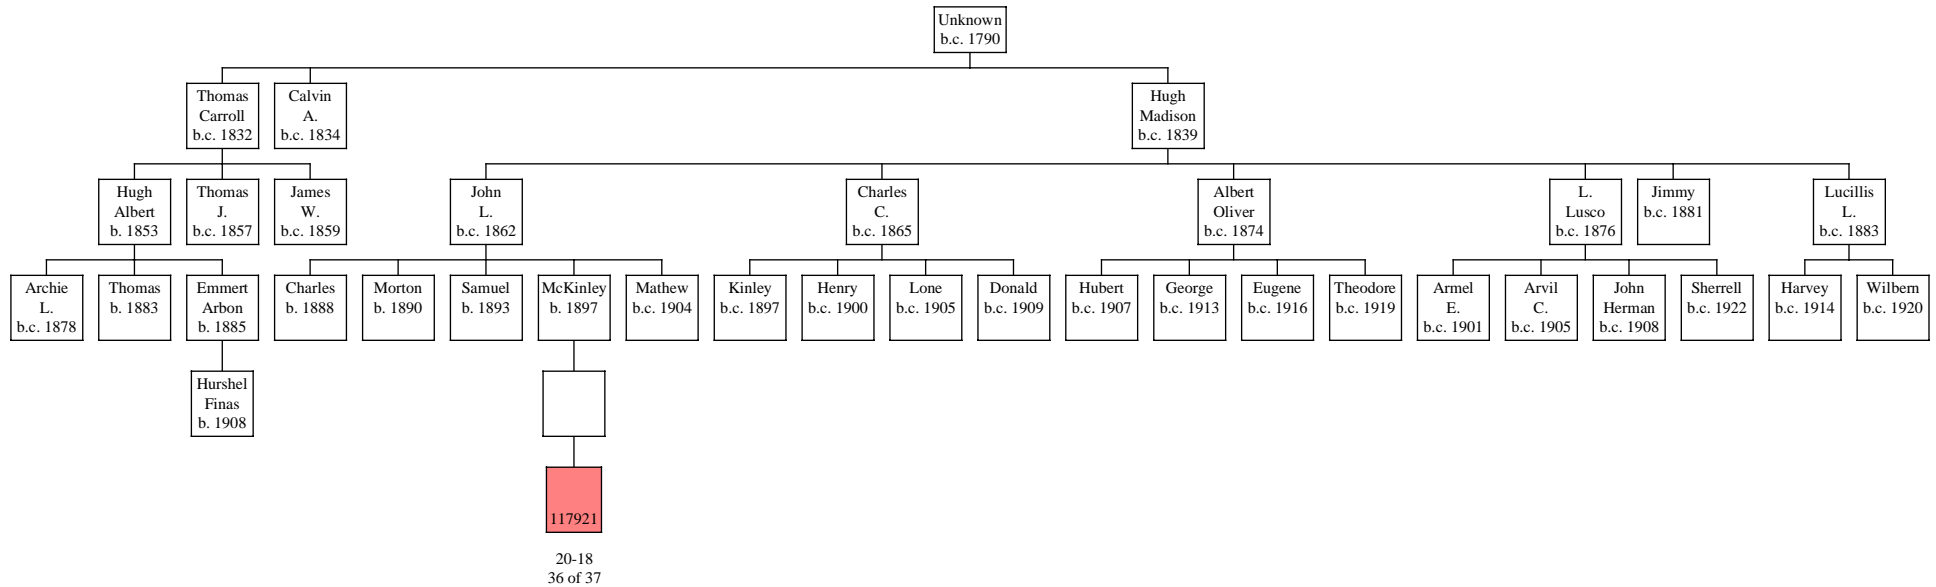 Unknown
b.c. 1790
Thomas
Carroll
b.c. 1832
Calvin
A.
b.c. 1834
Hugh
Madison
b.c. 1839
Hugh
Albert
b. 1853
Thomas
J.
b.c. 1857
James
W.
b.c. 1859
John
L.
b.c. 1862
Charles
C.
b.c. 1865
Albert
Oliver
b.c. 1874
L.
Lusco
b.c. 1876
Jimmy
b.c. 1881
Lucillis
L.
b.c. 1883
Archie
L.
b.c. 1878
Thomas
b. 1883
Emmert
Arbon
b. 1885
Charles
b. 1888
Morton
b. 1890
Samuel
b. 1893
McKinley
b. 1897
Mathew
b.c. 1904
Kinley
b.c. 1897
Henry
b.c. 1900
Lone
b.c. 1905
Donald
b.c. 1909
Hubert
b.c. 1907
George
b.c. 1913
Eugene
b.c. 1916
Theodore
b.c. 1919
Armel
E.
b.c. 1901
Arvil
C.
b.c. 1905
John
Herman
b.c. 1908
Sherrell
b.c. 1922
Harvey
b.c. 1914
Wilbern
b.c. 1920
Hurshel
Finas
b. 1908
117921
20-18
36 of 37